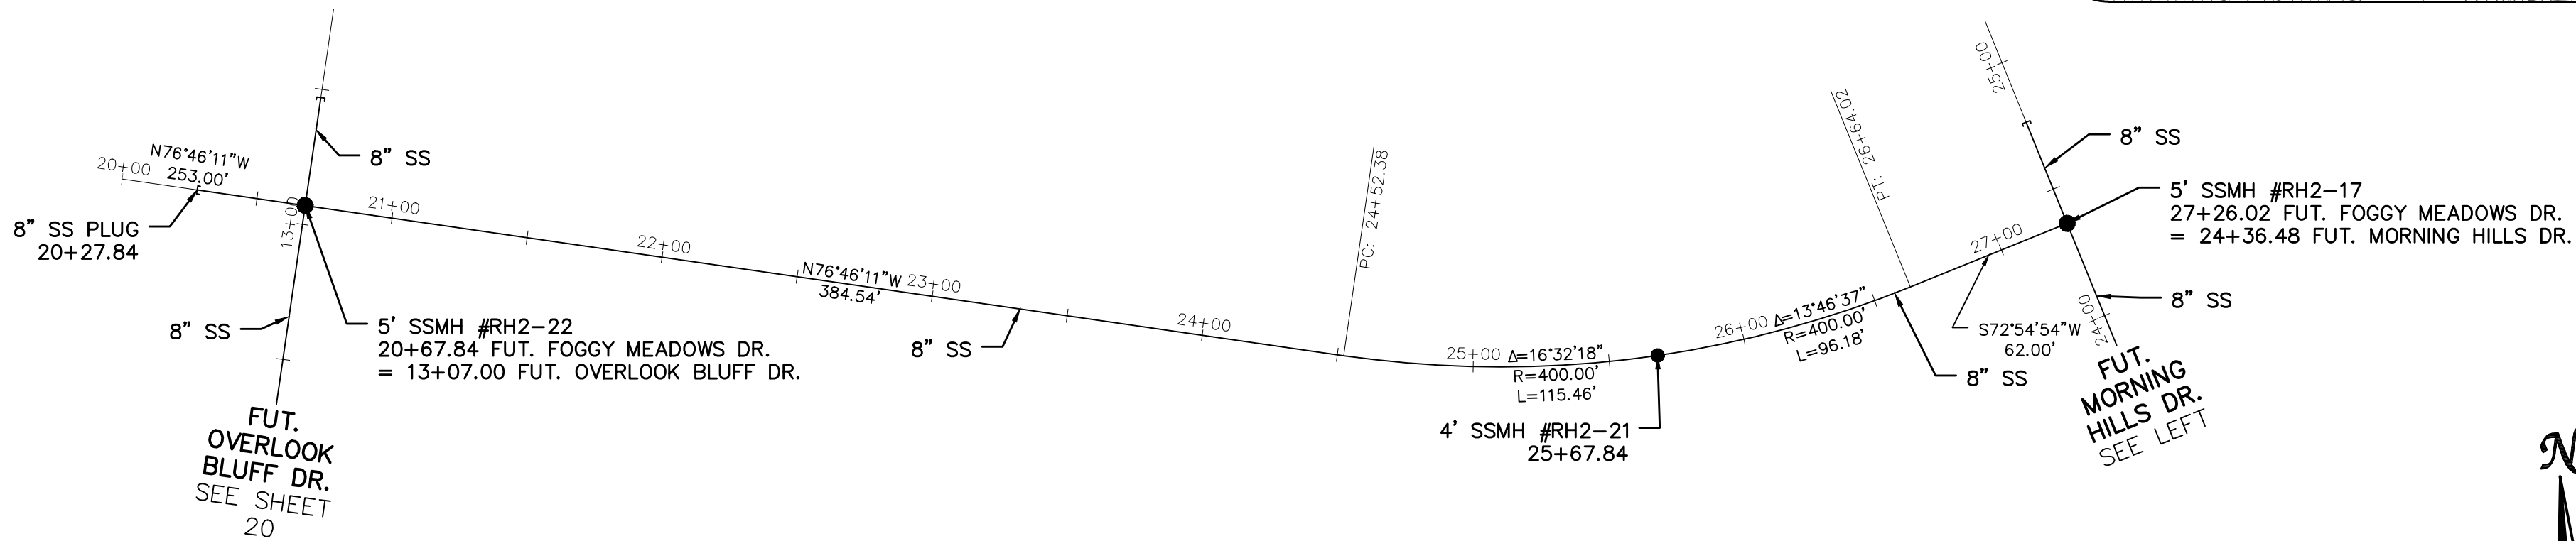 N76°46'11"W
253.00'
20+00
8" SS PLUG
20+27.84
8" SS
13+00
21+00
8" SS
5' SSMH #RH2-22
20+67.84 FUT. FOGGY MEADOWS DR.
= 13+07.00 FUT. OVERLOOK BLUFF DR.
FUT.
OVERLOOK
BLUFF DR.
SEE SHEET
20
22+00
N76°46'11"W
384.54'
23+00
8" SS
24+00
PC: 24+52.38
25+00
Δ=16°32'18"
R=400.00'
L=115.46'
4' SSMH #RH2-21
25+67.84
26+00
Δ=13°46'37"
R=400.00'
L=96.18'
PT: 26+64.02
8" SS
27+00
S72°54'54"W
62.00'
25+00
8" SS
5' SSMH #RH2-17
27+26.02 FUT. FOGGY MEADOWS DR.
= 24+36.48 FUT. MORNING HILLS DR.
8" SS
24+00
FUT.
MORNING
HILLS DR.
SEE LEFT
N